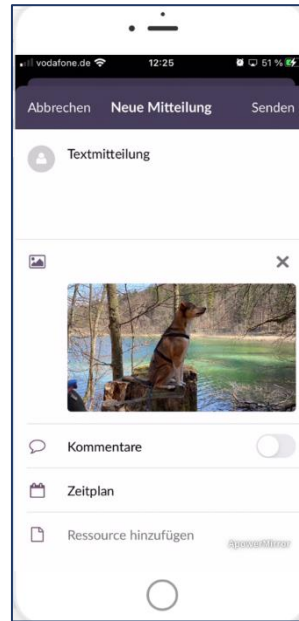 vodafone.de 12:25 51 %
Abbrechen Neue Mitteilung Senden
Textmitteilung
Kommentare
Zeitplan
Ressource hinzufügen
ApowerMirror